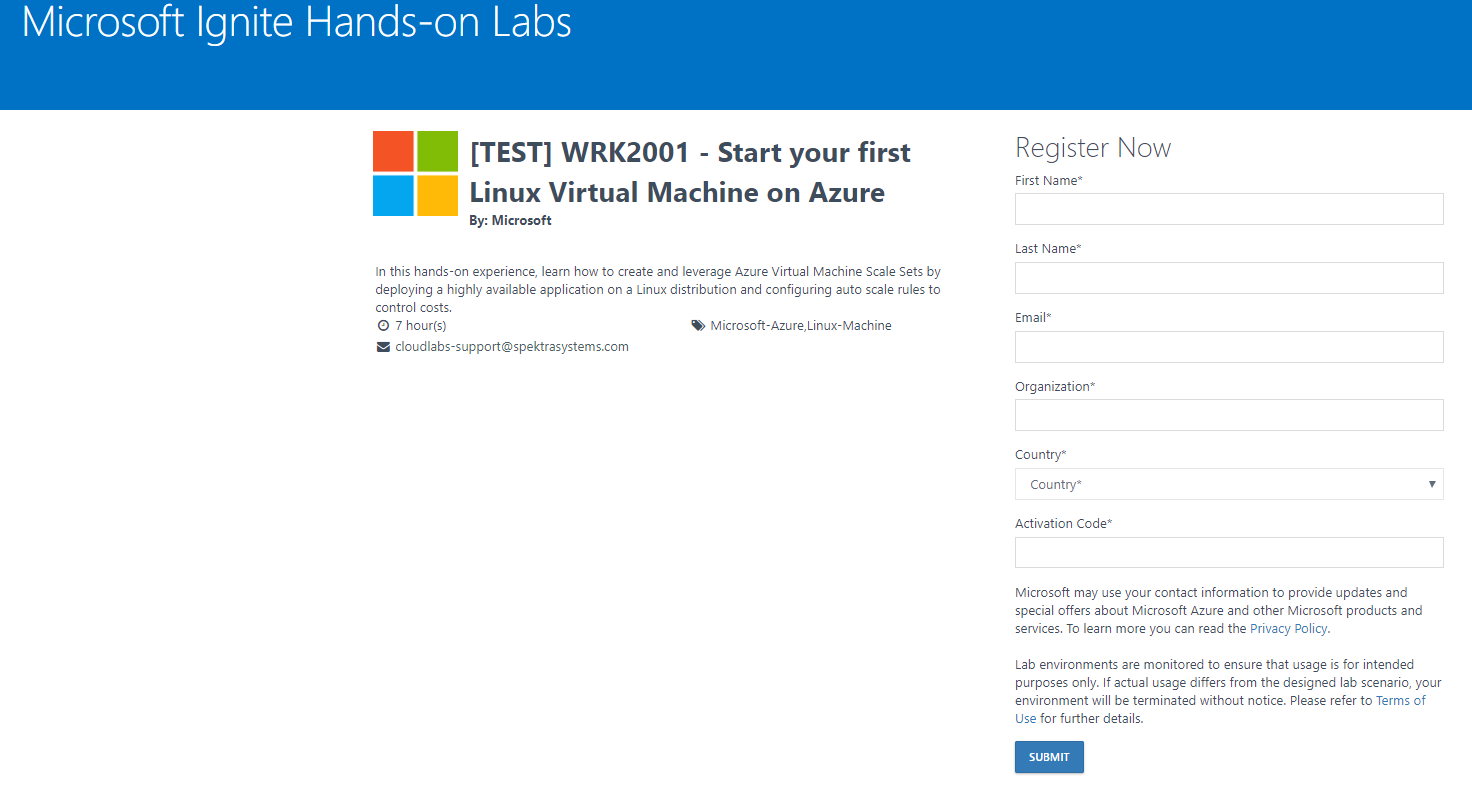 Microsoft Ignite Hands-on Labs
[TEST] WRK2001 - Start your first
Linux Virtual Machine on Azure
By: Microsoft
In this hands-on experience, learn how to create and leverage Azure Virtual Machine Scale Sets by
deploying a highly available application on a Linux distribution and configuring auto scale rules to
control costs.
7 hour(s)
Microsoft-Azure,Linux-Machine
cloudlabs-support@spektrasystems.com
Register Now
First Name*
Last Name*
Email*
Organization*
Country*
Country*
Activation Code*
Microsoft may use your contact information to provide updates and
special offers about Microsoft Azure and other Microsoft products and
services. To learn more you can read the Privacy Policy.
Lab environments are monitored to ensure that usage is for intended
purposes only. If actual usage differs from the designed lab scenario, your
environment will be terminated without notice. Please refer to Terms of
Use for further details.
SUBMIT